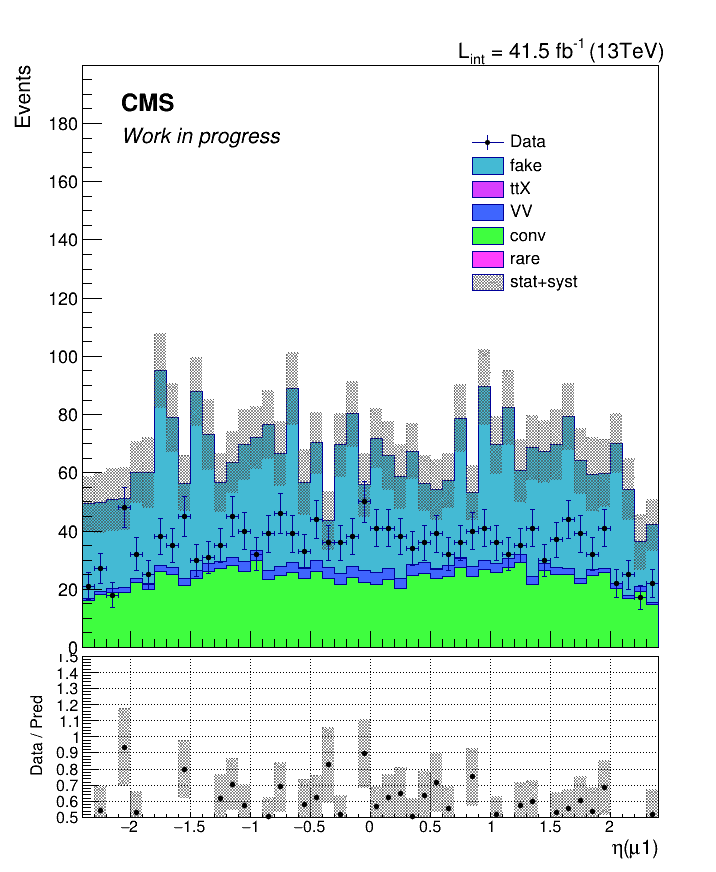 L_int = 41.5 fb^-1 (13TeV)
Events
CMS
Work in progress
Data
fake
ttX
VV
conv
rare
stat+syst
180
160
140
120
100
80
60
40
20
0
Data / Pred
1.5
1.4
1.3
1.2
1.1
1
0.9
0.8
0.7
0.6
0.5
−2 −1.5 −1 −0.5 0 0.5 1 1.5 2
η(μ1)